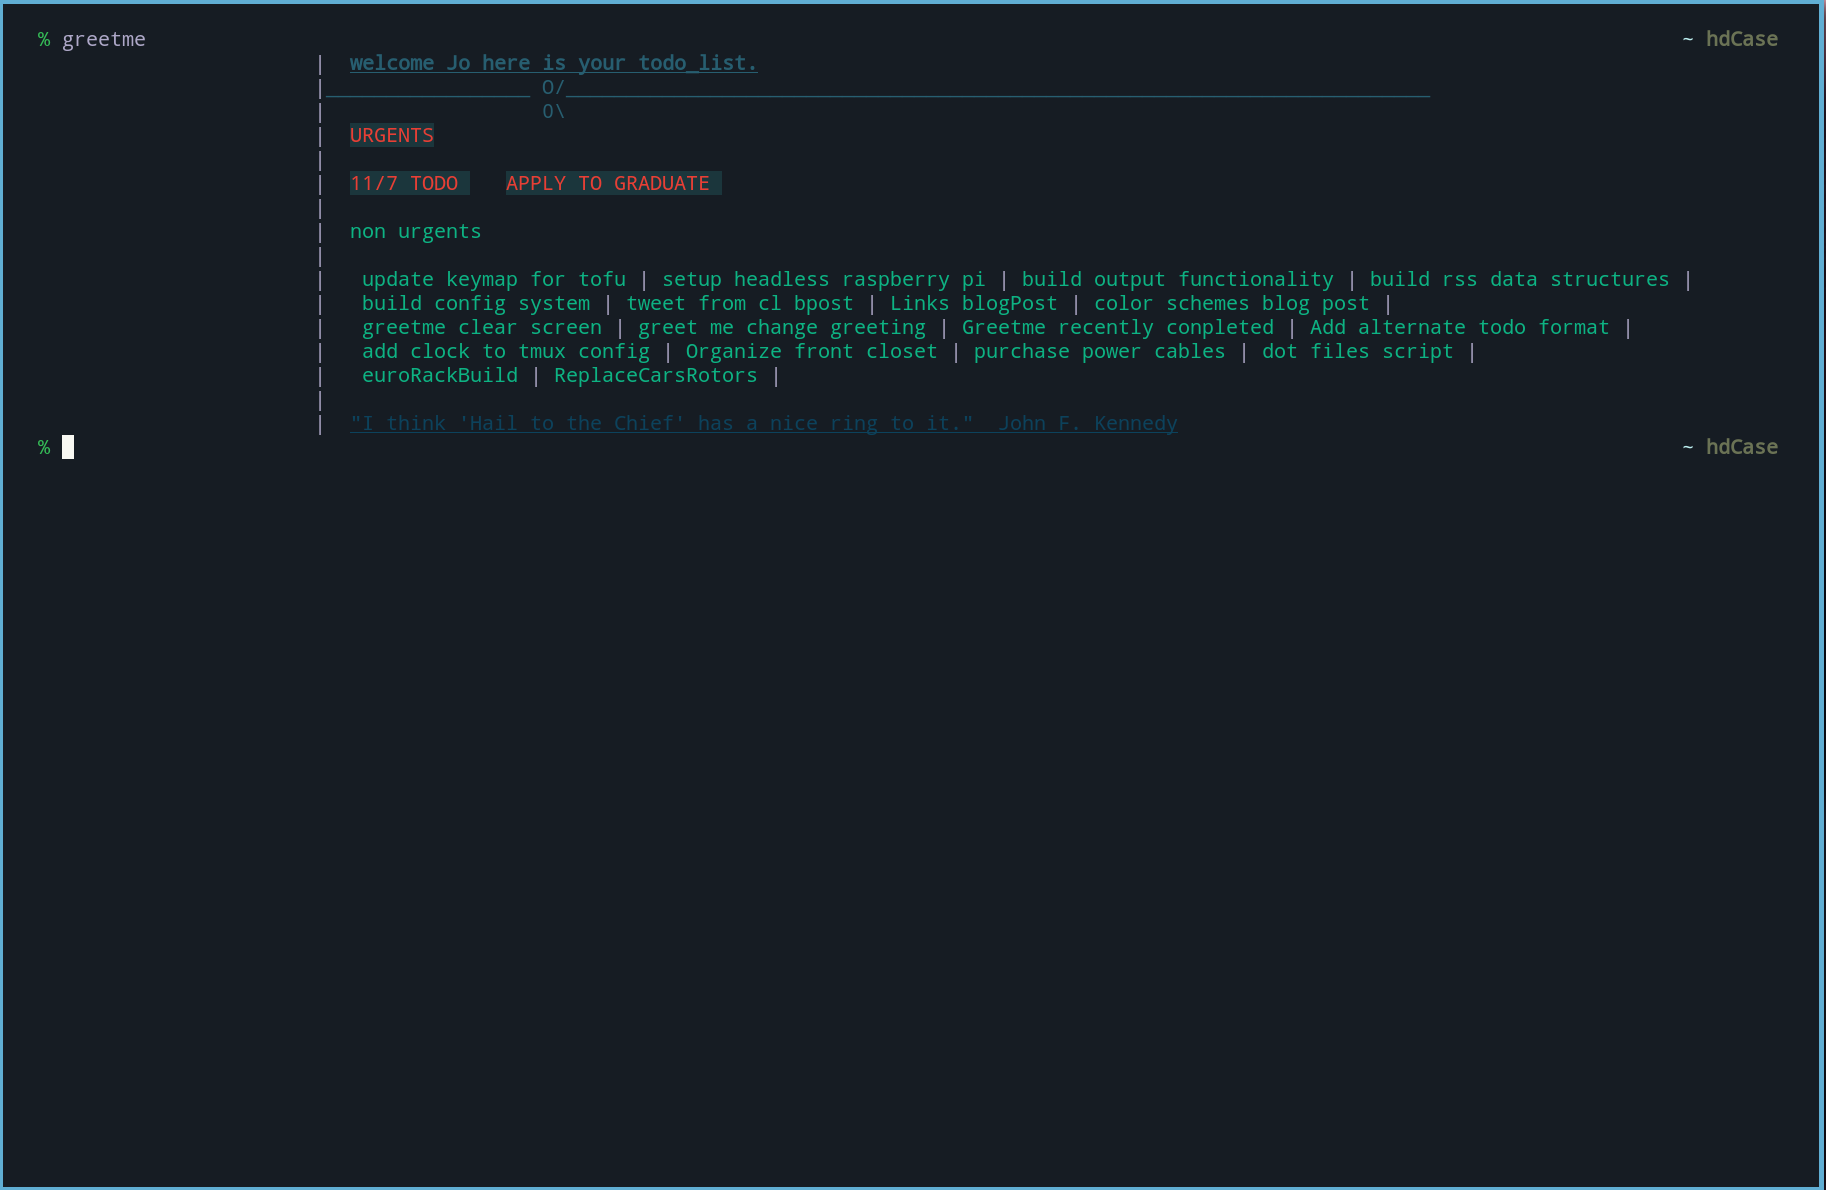 % greetme ~ hdCase
| welcome Jo here is your todo_list.
|_________________ O/________________________________________________________________________
| O\
| URGENTS
|
| 11/7 TODO APPLY TO GRADUATE
|
| non urgents
|
| update keymap for tofu | setup headless raspberry pi | build output functionality | build rss data structures |
| build config system | tweet from cl bpost | Links blogPost | color schemes blog post |
| greetme clear screen | greet me change greeting | Greetme recently conpleted | Add alternate todo format |
| add clock to tmux config | Organize front closet | purchase power cables | dot files script |
| euroRackBuild | ReplaceCarsRotors |
|
| "I think 'Hail to the Chief' has a nice ring to it." John F. Kennedy
% ~ hdCase